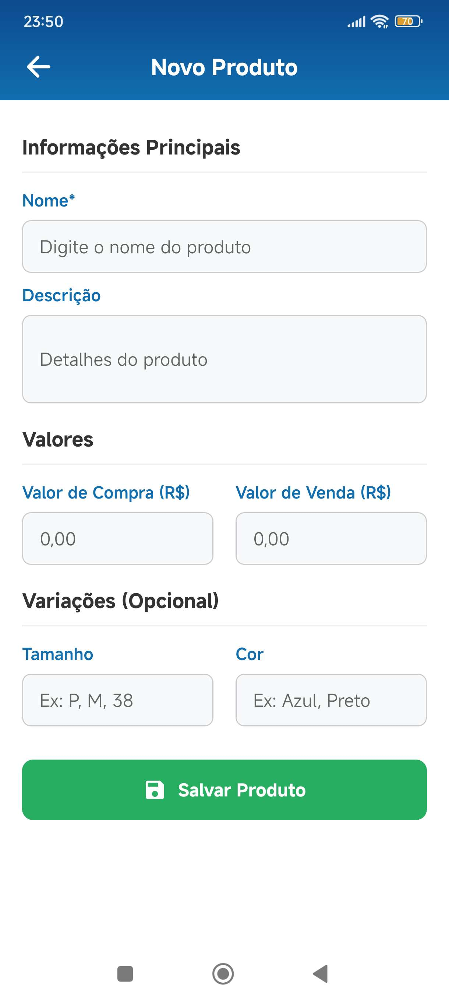 23:50
70
Novo Produto
Informações Principais
Nome*
Digite o nome do produto
Descrição
Detalhes do produto
Valores
Valor de Compra (R$) Valor de Venda (R$)
0,00 0,00
Variações (Opcional)
Tamanho Cor
Ex: P, M, 38 Ex: Azul, Preto
Salvar Produto